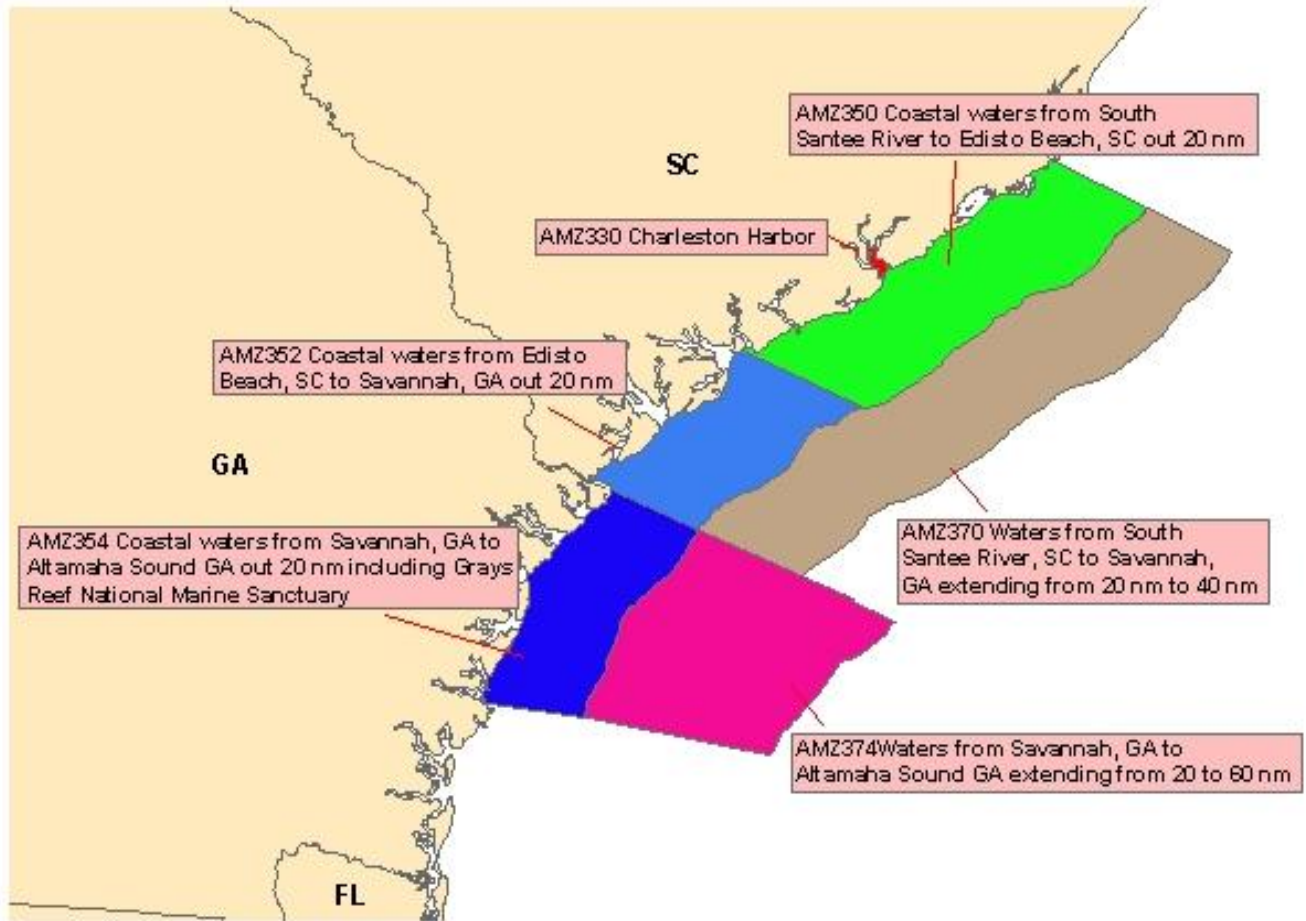 AMZ350 Coastal waters from South
Santee River to Edisto Beach, SC out 20 nm
SC
AMZ330 Charleston Harbor
AMZ352 Coastal waters from Edisto
Beach, SC to Savannah, GA out 20 nm
GA
AMZ354 Coastal waters from Savannah, GA to
Altamaha Sound GA out 20 nm including Grays
Reef National Marine Sanctuary
AMZ370 Waters from South
Santee River, SC to Savannah,
GA extending from 20 nm to 40 nm
AMZ374Waters from Savannah, GA to
Altamaha Sound GA extending from 20 to 60 nm
FL